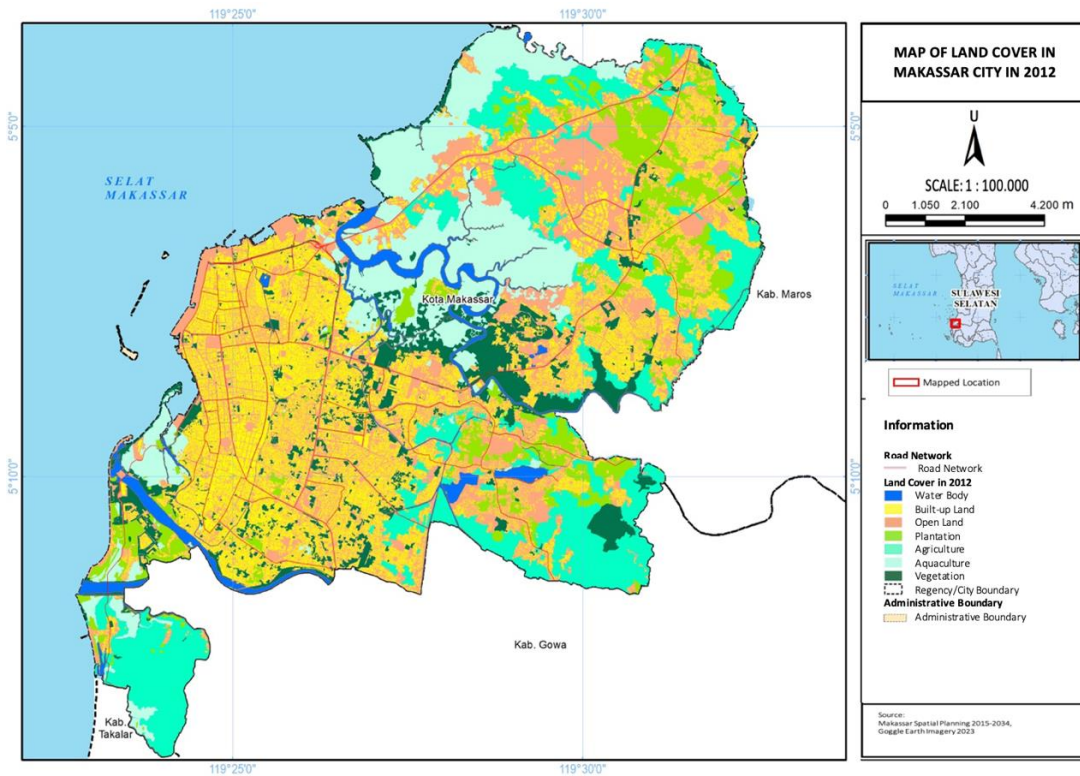 119°25'0"
119°30'0"
5°5'0"
5°5'0"
SELAT
MAKASSAR
Kota Makassar
Kab. Maros
5°10'0"
5°10'0"
Kab. Gowa
Kab.
Takalar
119°25'0"
119°30'0"
MAP OF LAND COVER IN
MAKASSAR CITY IN 2012
U
SCALE: 1 : 100.000
0 1.050 2.100 4.200 m
SELAT
MAKASSAR
SULAWESI
SELATAN
Mapped Location
Information
Road Network
Road Network
Land Cover in 2012
Water Body
Built-up Land
Open Land
Plantation
Agriculture
Aquaculture
Vegetation
Regency/City Boundary
Administrative Boundary
Administrative Boundary
Source:
Makassar Spatial Planning 2015-2034,
Goggle Earth Imagery 2023